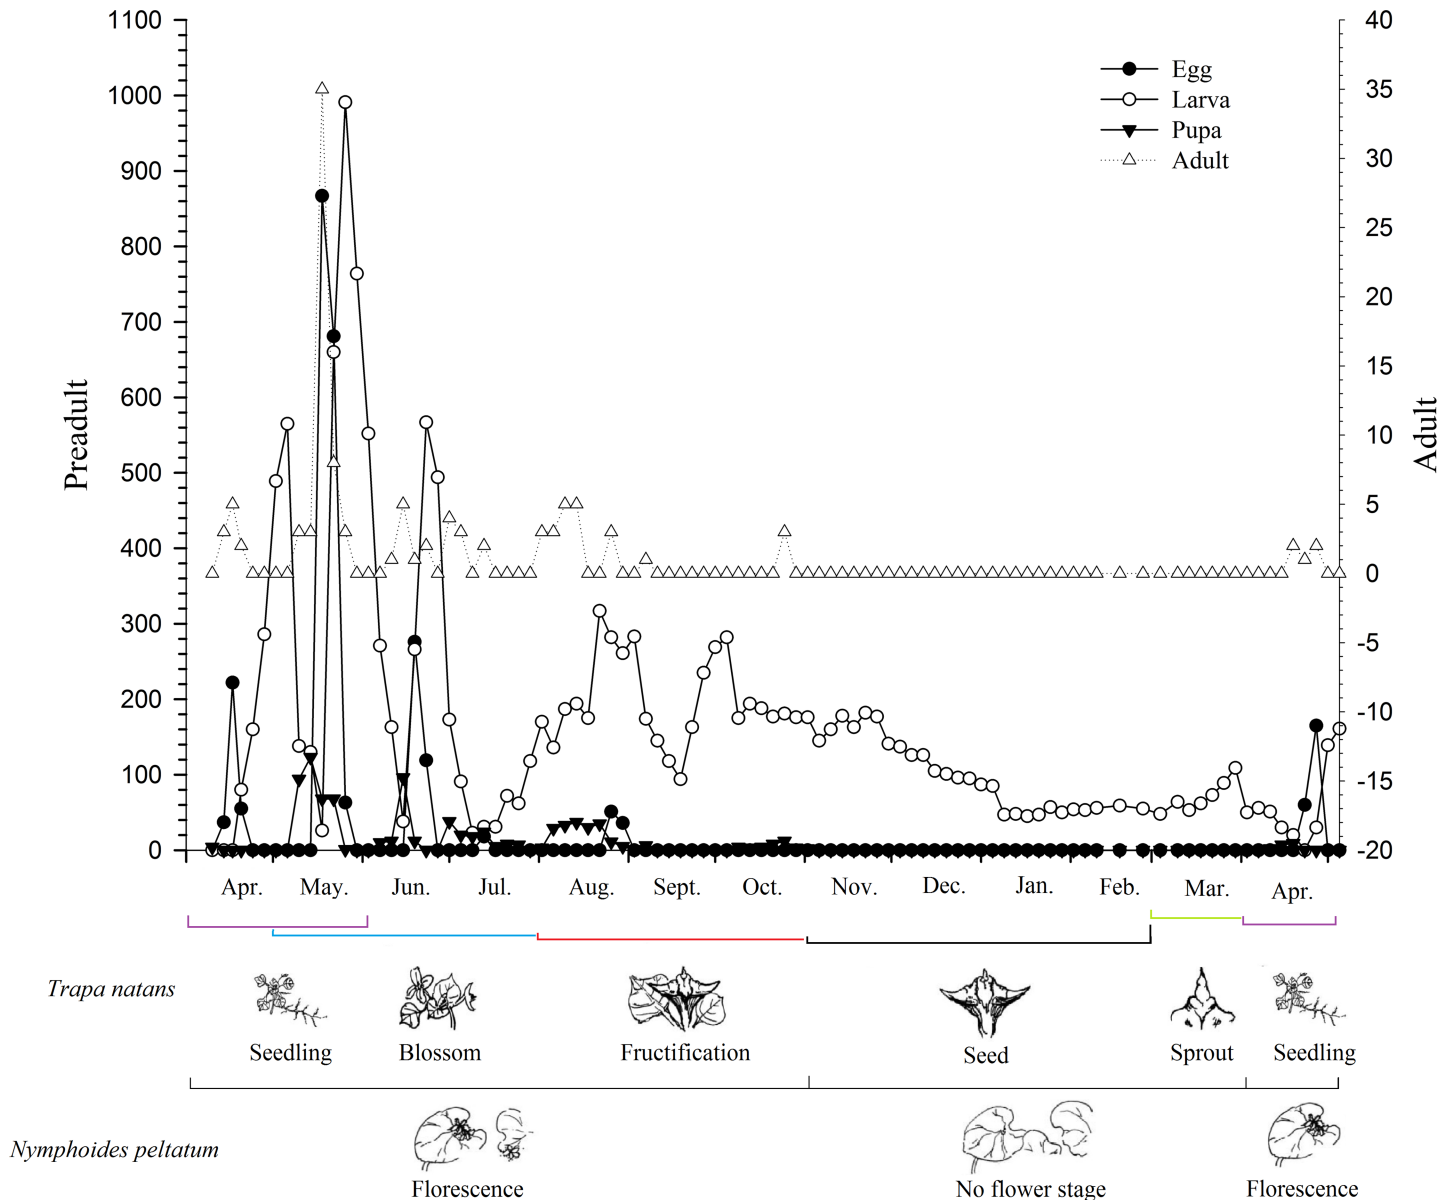 1100
1000
900
800
700
600
500
400
300
200
100
0
Preadult
40
35
30
25
20
15
10
5
0
-5
-10
-15
-20
Adult
Egg
Larva
Pupa
Adult
Apr. May. Jun. Jul. Aug. Sept. Oct. Nov. Dec. Jan. Feb. Mar. Apr.
Trapa natans
Seedling Blossom Fructification Seed Sprout Seedling
Nymphoides peltatum
Florescence No flower stage Florescence